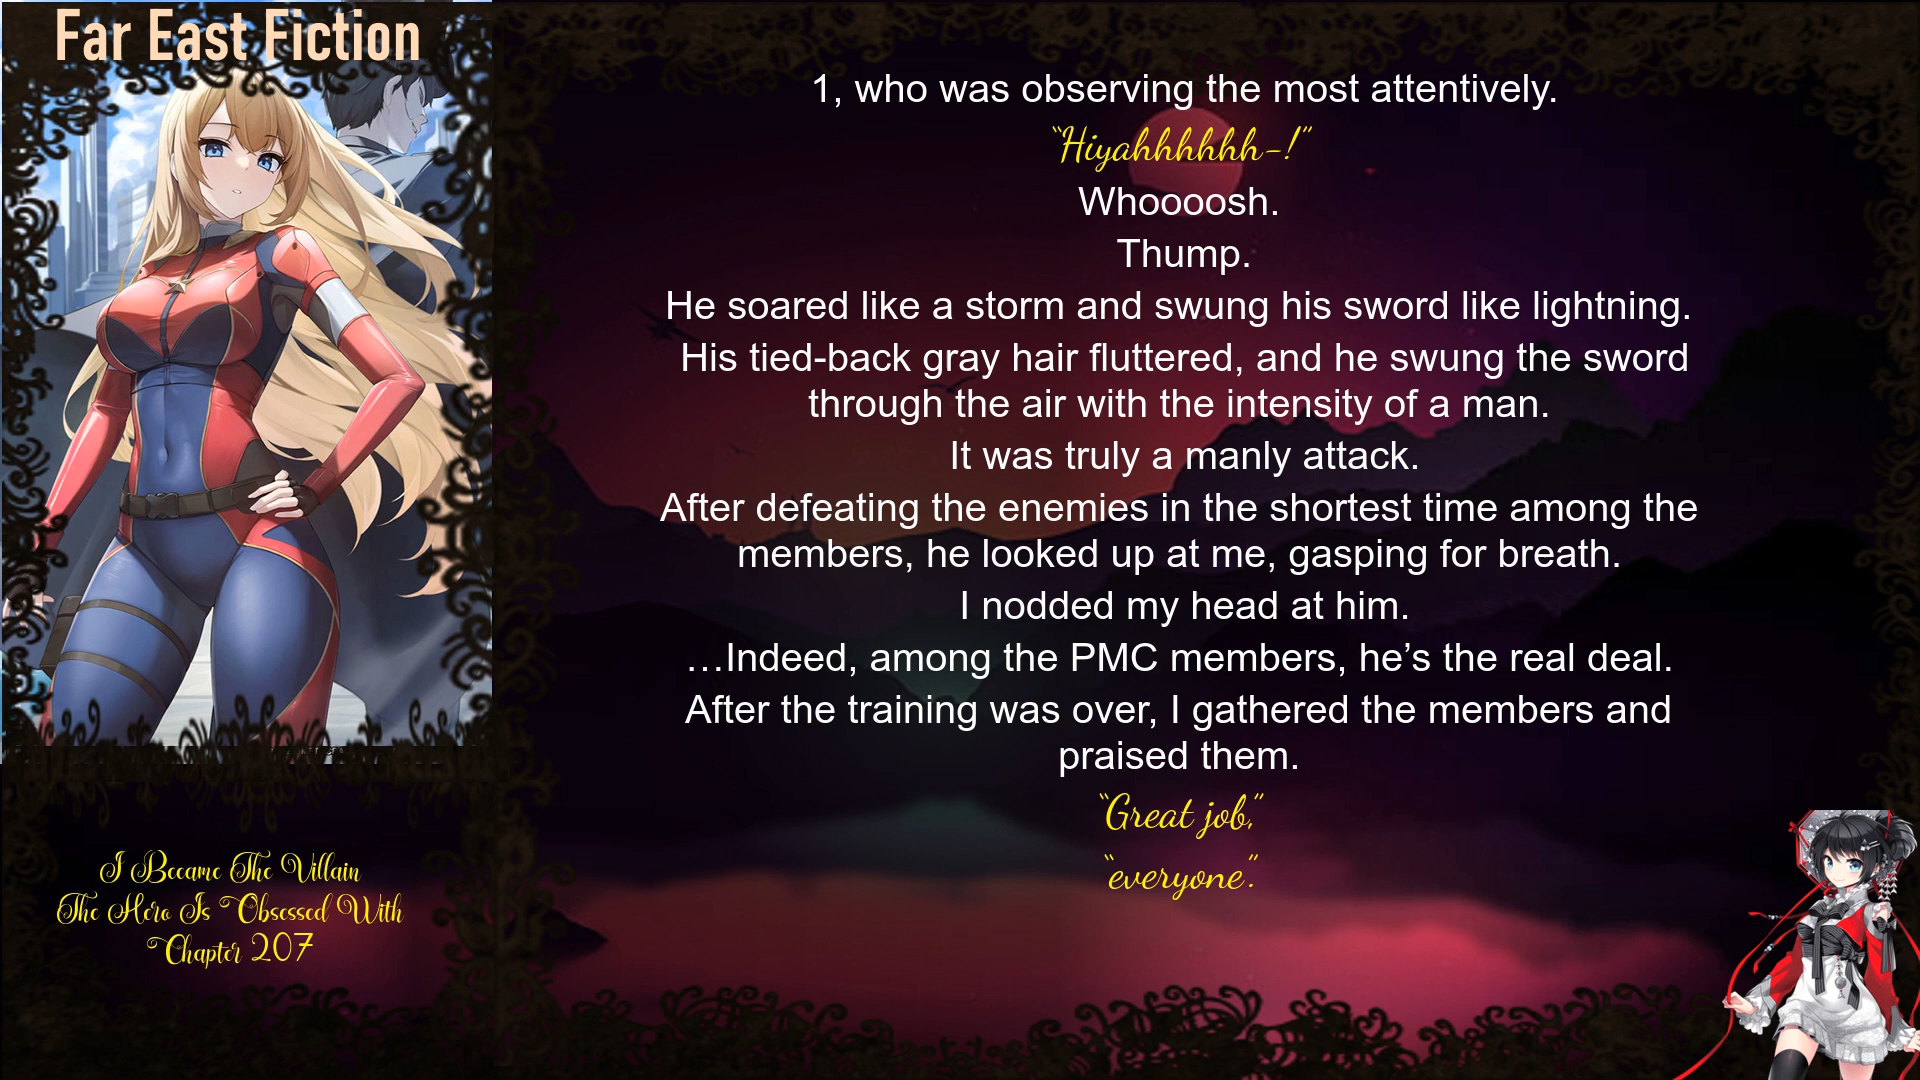 Far East Fiction
1, who was observing the most attentively.
“Hiyahhhhhh-!”
Whoooosh.
Thump.
He soared like a storm and swung his sword like lightning.
His tied-back gray hair fluttered, and he swung the sword
through the air with the intensity of a man.
It was truly a manly attack.
After defeating the enemies in the shortest time among the
members, he looked up at me, gasping for breath.
I nodded my head at him.
…Indeed, among the PMC members, he’s the real deal.
After the training was over, I gathered the members and
praised them.
“Great job,”
“everyone”.
I Became The Villain
The Hero Is Obsessed With
Chapter 207